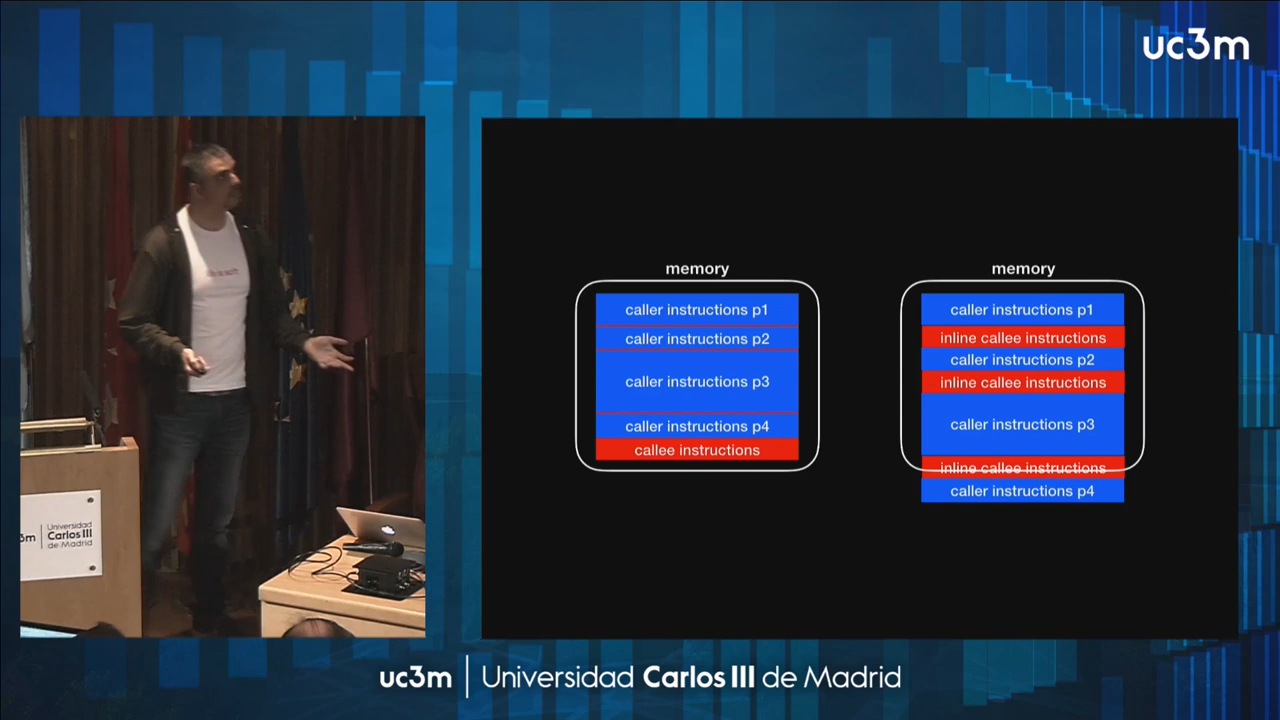 uc3m
memory
caller instructions p1
caller instructions p2
caller instructions p3
caller instructions p4
callee instructions
memory
caller instructions p1
inline callee instructions
caller instructions p2
inline callee instructions
caller instructions p3
inline callee instructions
caller instructions p4
3m
Universidad
Carlos III
de Madrid
uc3m | Universidad Carlos III de Madrid